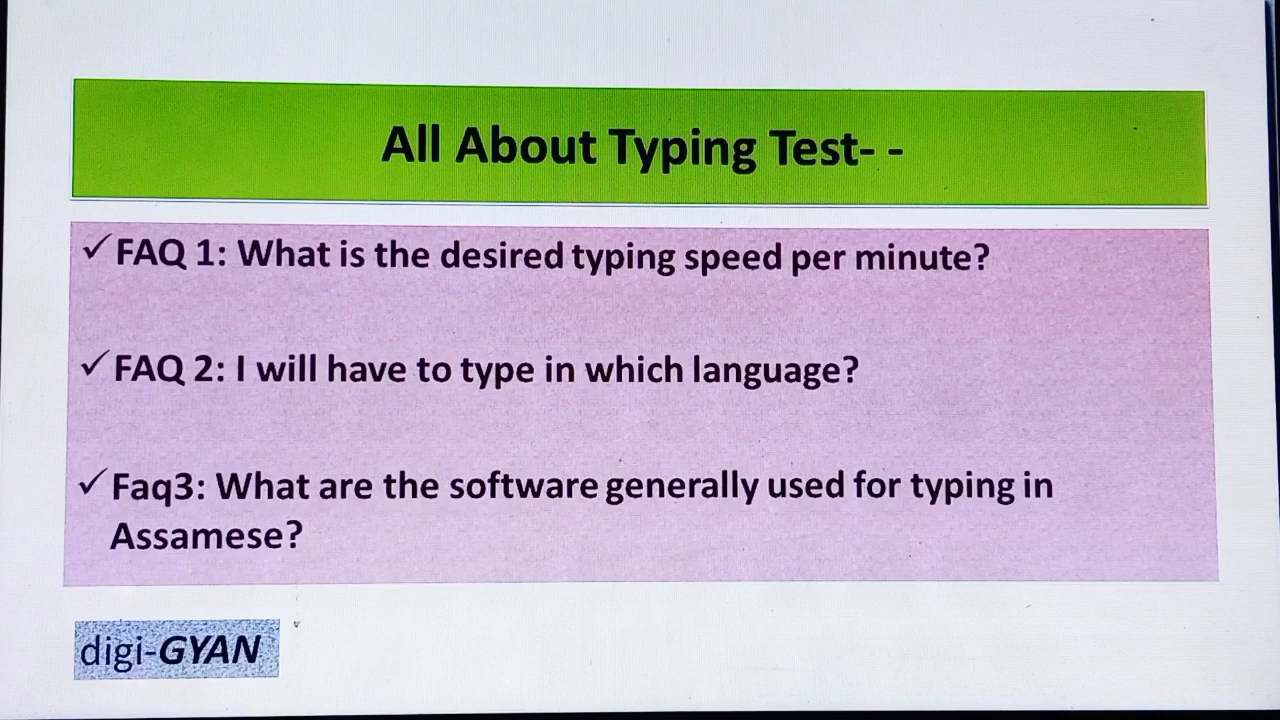 All About Typing Test- -
✓ FAQ 1: What is the desired typing speed per minute?
✓ FAQ 2: I will have to type in which language?
✓ Faq3: What are the software generally used for typing in
Assamese?
digi-GYAN